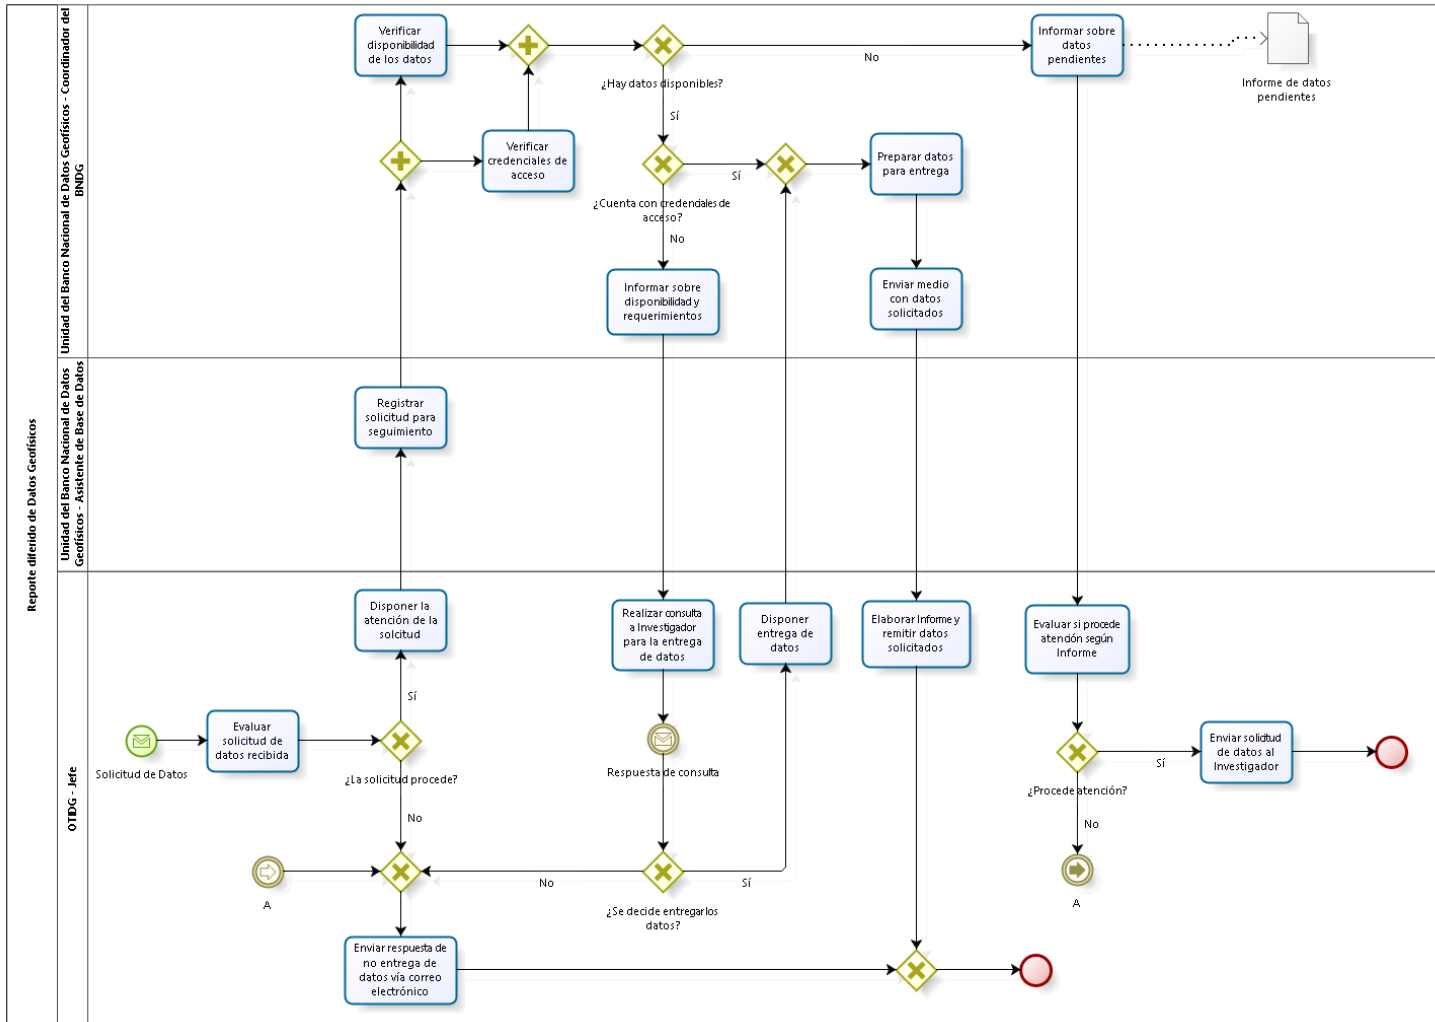 Reporte diferido de Datos Geofísicos
Unidad del Banco Nacional de Datos Geofísicos - Coordinador del
BNDG
Verificar
disponibilidad
de los datos
Verificar
credenciales de
acceso
¿Hay datos disponibles?
No
Sí
Informar sobre
datos
pendientes
Informe de datos
pendientes
¿Cuenta con credenciales de
acceso?
Sí
No
Preparar datos
para entrega
Informar sobre
disponibilidad y
requerimientos
Enviar medio
con datos
solicitados
Unidad del Banco Nacional de Datos
Geofísicos - Asistente de Base de Datos
Registrar
solicitud para
seguimiento
OTIDG - Jefe
Disponer la
atención de la
solcitud
Realizar consulta
a Investigador
para la entrega
de datos
Disponer
entrega de
datos
Elaborar Informe y
remitir datos
solicitados
Evaluar si procede
atención según
Informe
Sí
Solicitud de Datos
Evaluar
solicitud de
datos recibida
¿La solicitud procede?
No
Respuesta de consulta
¿Procede atención?
Sí
No
Enviar solicitud
de datos al
Investigador
A
No
Sí
¿Se decide entregar los
datos?
A
Enviar respuesta de
no entrega de
datos vía correo
electrónico